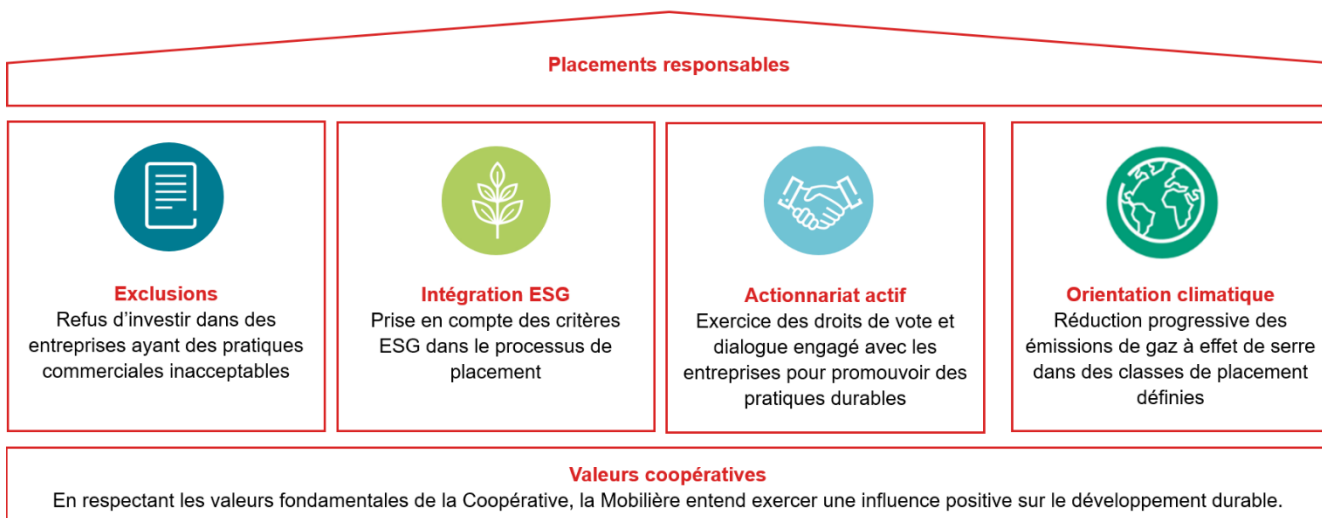 Placements responsables
Exclusions
Refus d’investir dans des
entreprises ayant des pratiques
commerciales inacceptables
Intégration ESG
Prise en compte des critères
ESG dans le processus de
placement
Actionnariat actif
Exercice des droits de vote et
dialogue engagé avec les
entreprises pour promouvoir des
pratiques durables
Orientation climatique
Réduction progressive des
émissions de gaz à effet de serre
dans des classes de placement
définies
Valeurs coopératives
En respectant les valeurs fondamentales de la Coopérative, la Mobilière entend exercer une influence positive sur le développement durable.